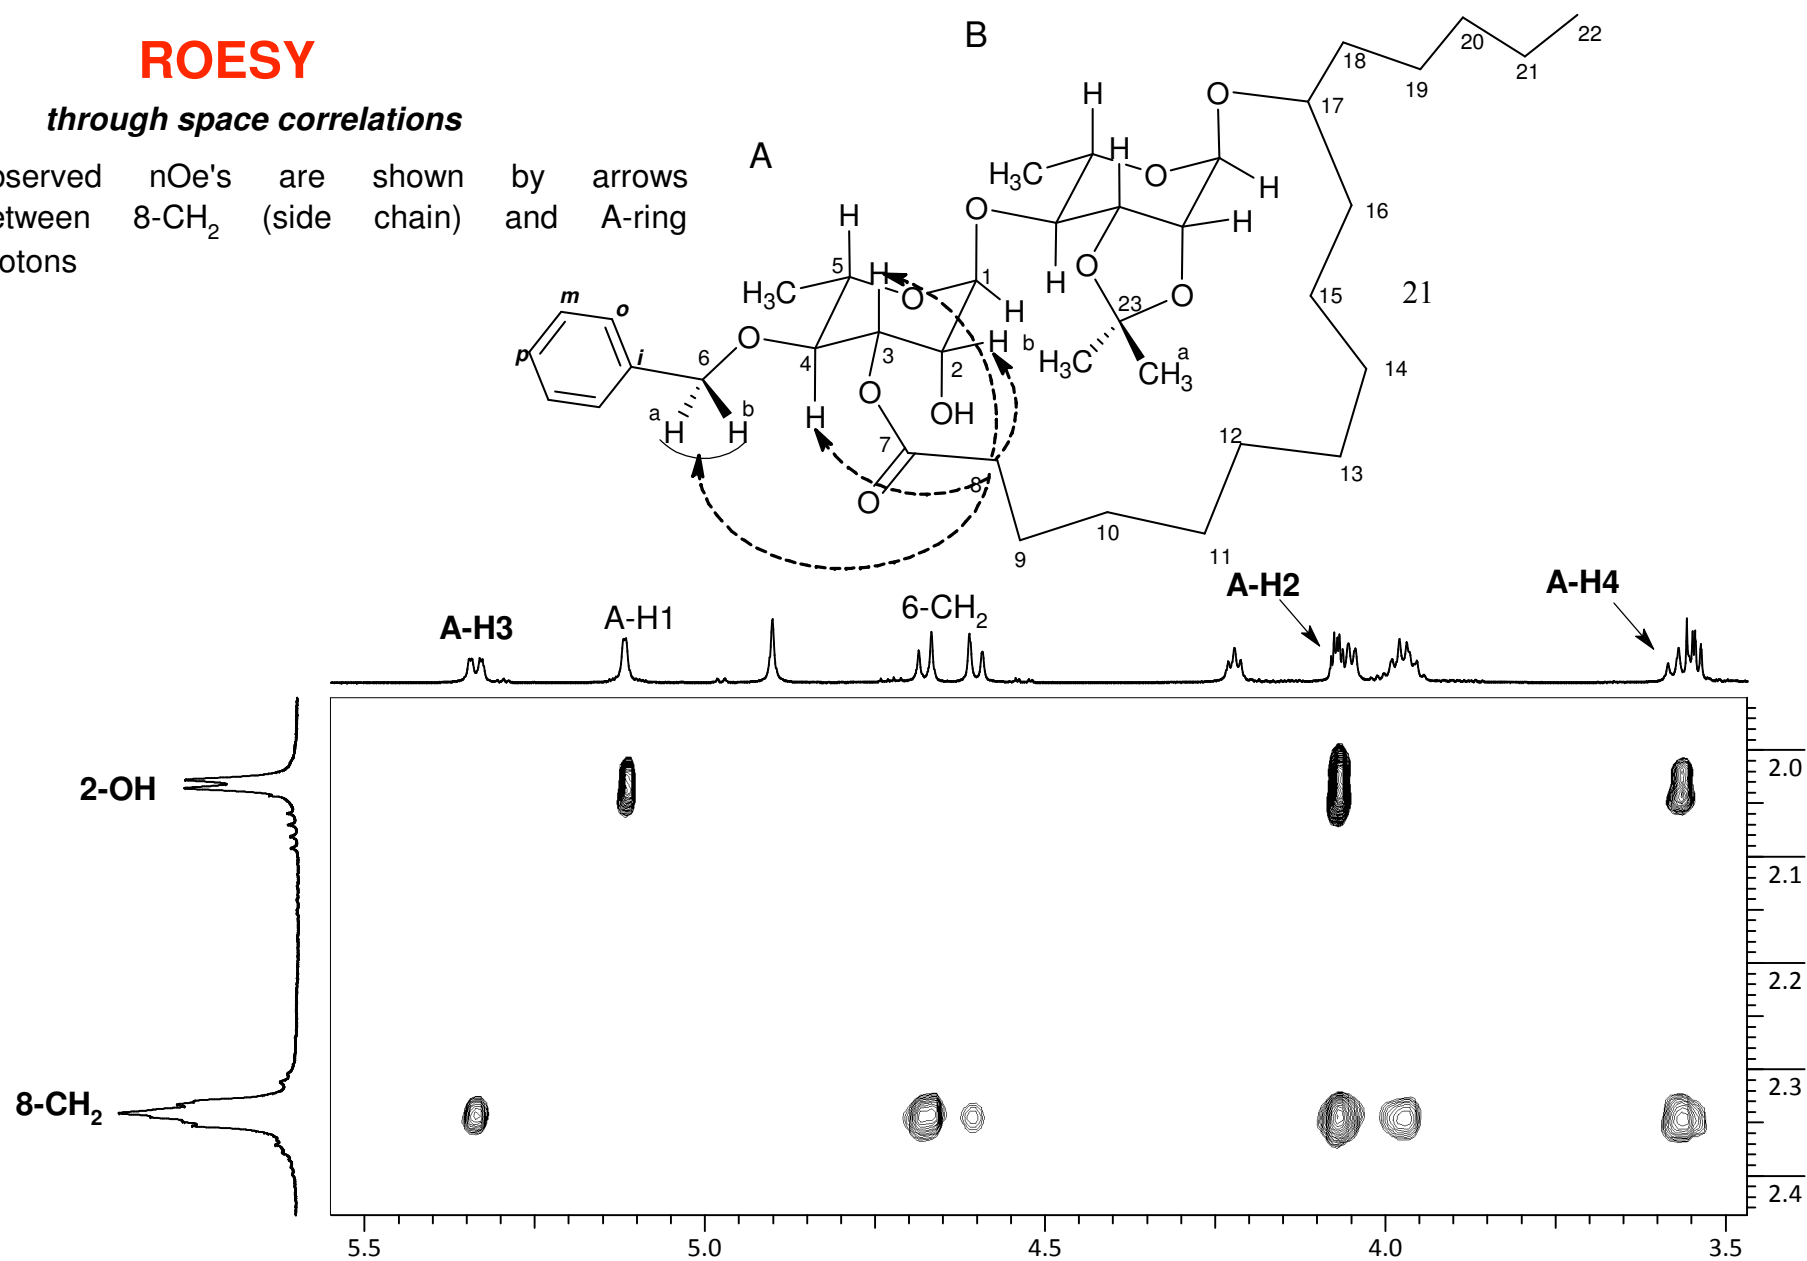 ROESY
through space correlations
bserved nOe's are shown by arrows
etween 8-CH2 (side chain) and A-ring
otons
A
B
22
20
21
18
19
O
17
H
H
O
H3C
H
O
H
16
H
O
H
15
21
O
23
14
H3C
b
CH3
a
H
5
H
O
1
H
H3C
m
o
p
i
6
O
4
3
2
H
O
H
OH
a
b
H
H
7
O
8
9
10
11
12
13
A-H3
A-H1
6-CH2
A-H2
A-H4
2-OH
8-CH2
2.0
2.1
2.2
2.3
2.4
5.5 5.0 4.5 4.0 3.5